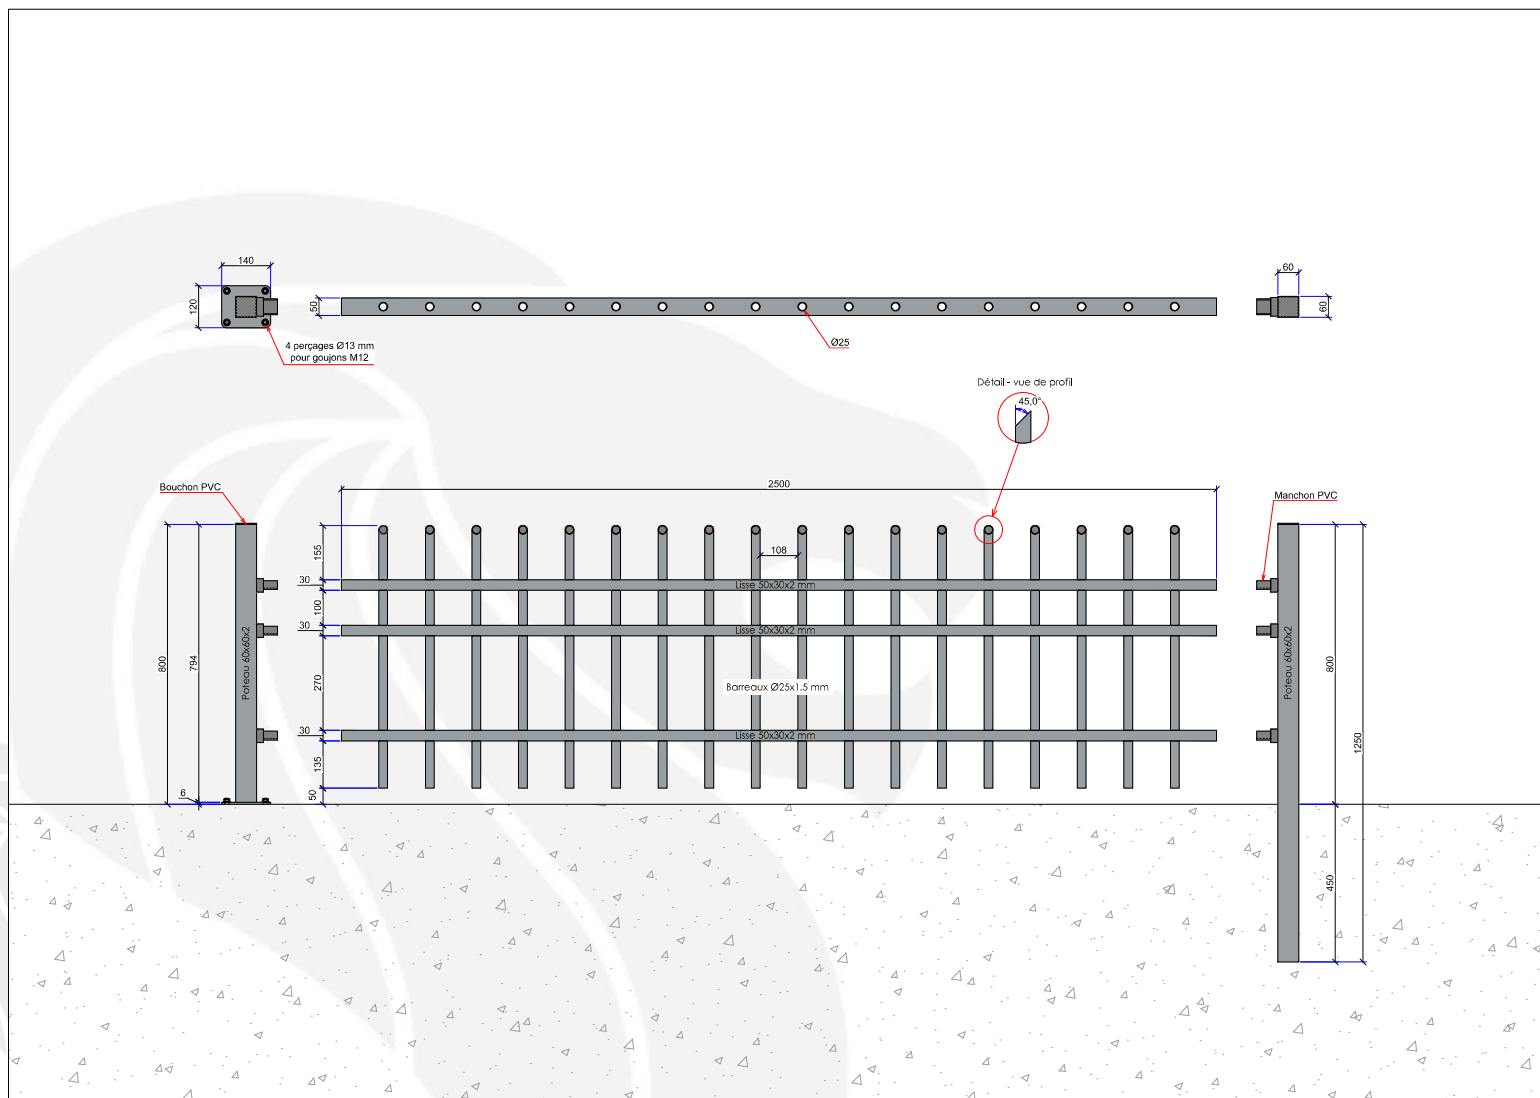 140
120
4 perçages Ø13 mm
pour goujons M12
50
Ø25
60
60
Détail - vue de profil
45,0°
Bouchon PVC
2500
Manchon PVC
155
108
30
Lisse 50x30x2 mm
100
30
Lisse 50x30x2 mm
800
794
Poteau 60x60x2
270
Barreaux Ø25x1.5 mm
30
Lisse 50x30x2 mm
135
50
6
Poteau 60x60x2
800
1250
450